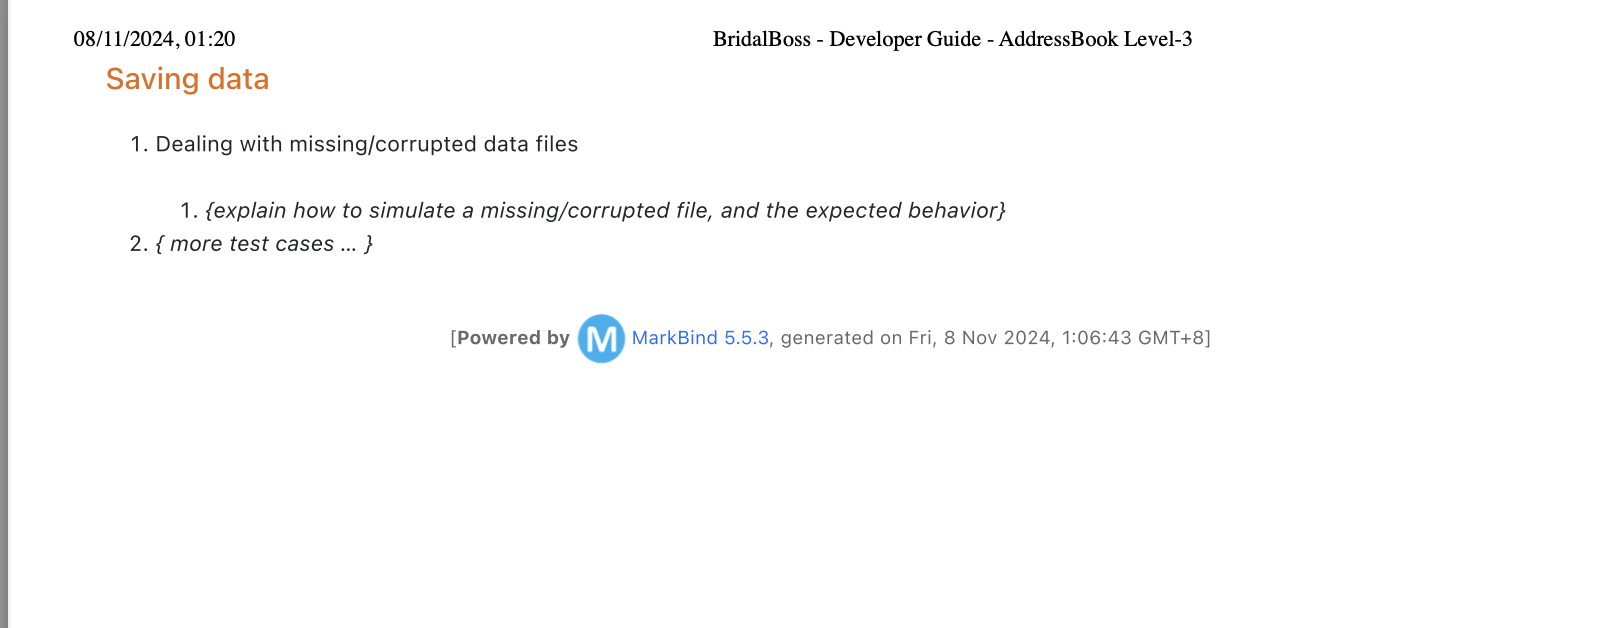 08/11/2024, 01:20
BridalBoss - Developer Guide - AddressBook Level-3
Saving data
1. Dealing with missing/corrupted data files
1. {explain how to simulate a missing/corrupted file, and the expected behavior}
2. { more test cases … }
[Powered by M MarkBind 5.5.3, generated on Fri, 8 Nov 2024, 1:06:43 GMT+8]